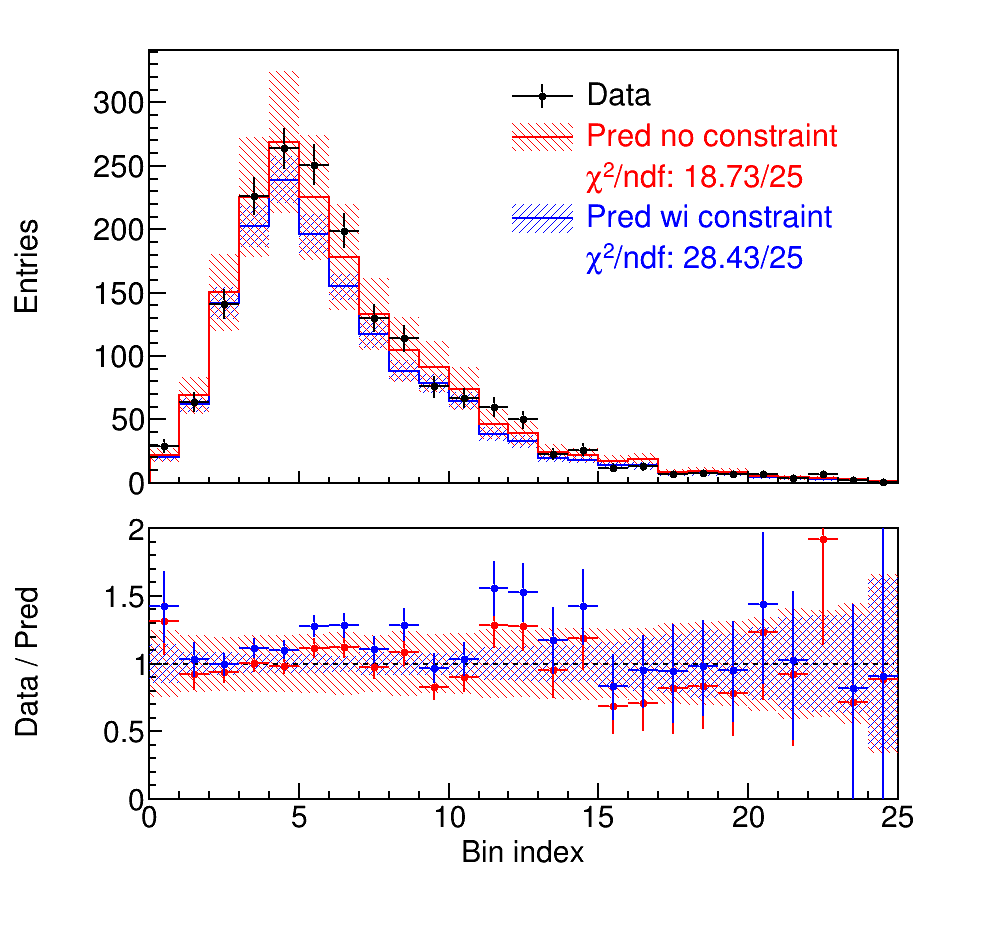 Data
Pred no constraint
χ²/ndf: 18.73/25
Pred wi constraint
χ²/ndf: 28.43/25
Entries
300
250
200
150
100
50
0
Data / Pred
2
1.5
1
0.5
0
0 5 10 15 20 25
Bin index